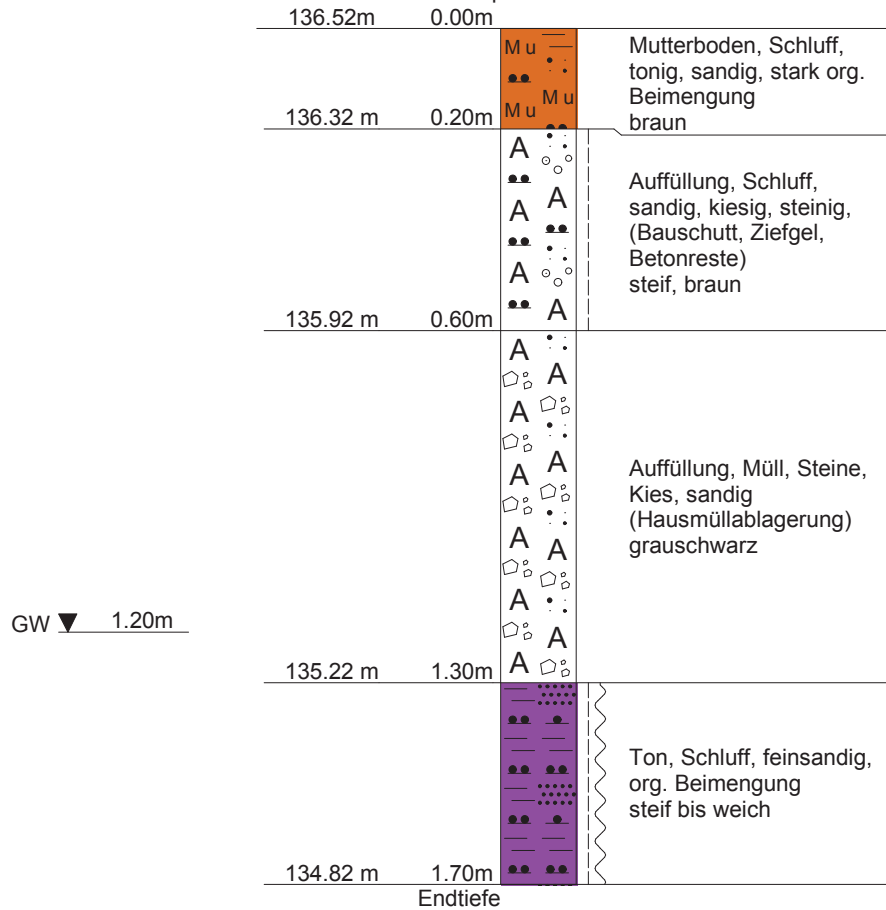 136.52m 0.00m
Mu
Mu
Mu
Mutterboden, Schluff,
tonig, sandig, stark org.
Beimengung
braun
136.32 m 0.20m
A
A
A
A
A
Auffüllung, Schluff,
sandig, kiesig, steinig,
(Bauschutt, Ziefgel,
Betonreste)
steif, braun
135.92 m 0.60m
A
A
A
A
A
A
A
A
A
A
Auffüllung, Müll, Steine,
Kies, sandig
(Hausmüllablagerung)
grauschwarz
GW 1.20m
135.22 m 1.30m
Ton, Schluff, feinsandig,
org. Beimengung
steif bis weich
134.82 m 1.70m
Endtiefe